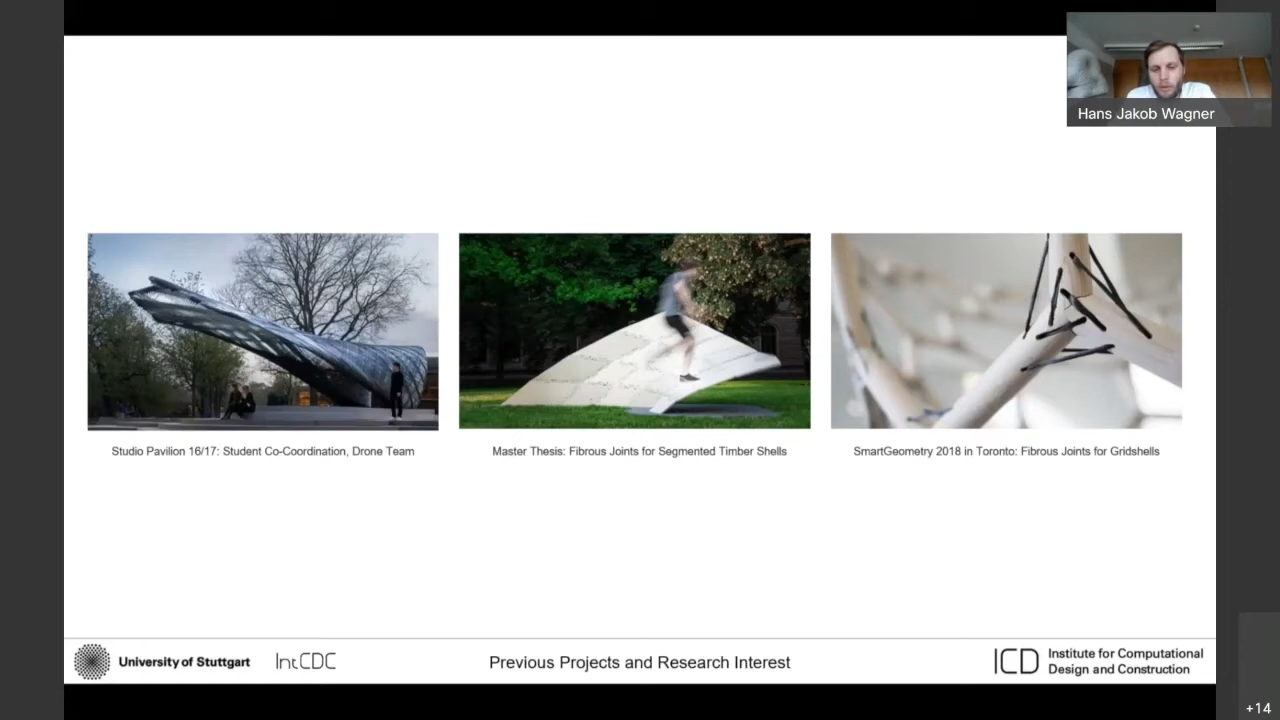 Hans Jakob Wagner
Studio Pavilion 16/17: Student Co-Coordination, Drone Team
Master Thesis: Fibrous Joints for Segmented Timber Shells
SmartGeometry 2018 in Toronto: Fibrous Joints for Gridshells
University of Stuttgart
IntCDC
Previous Projects and Research Interest
ICD
Institute for Computational
Design and Construction
+14